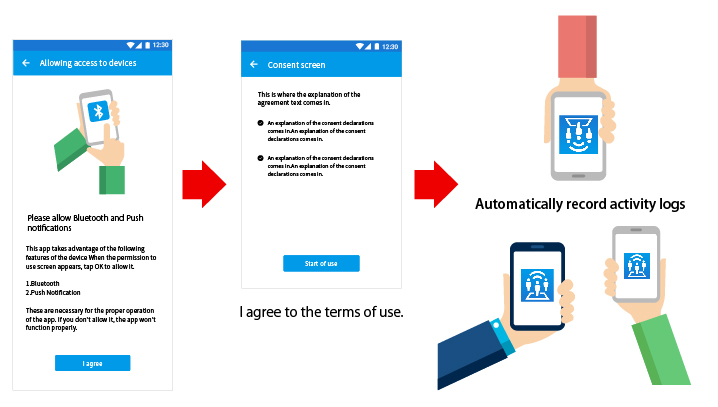 12:30
Allowing access to devices
Please allow Bluetooth and Push
notifications
This app takes advantage of the following
features of the device When the permission to
use screen appears, tap OK to allow it.
1.Bluetooth
2.Push Notification
These are necessary for the proper operation
of the app. If you don't allow it, the app won't
function properly.
I agree
12:30
Consent screen
This is where the explanation of the
agreement text comes in.
An explanation of the consent declarations
comes in.An explanation of the consent
declarations comes in.
An explanation of the consent declarations
comes in.An explanation of the consent
declarations comes in.
Start of use
I agree to the terms of use.
Automatically record activity logs